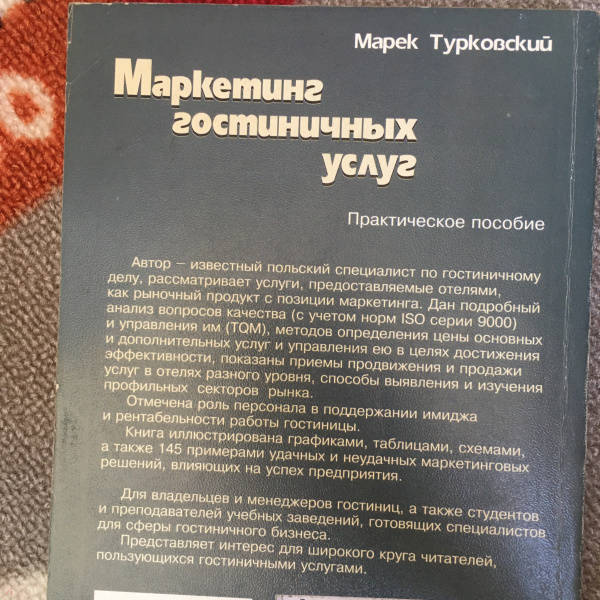 Марек Турковский
Маркетинг
гостиничных
услуг
Практическое пособие
Автор – известный польский специалист по гостиничному
делу, рассматривает услуги, предоставляемые отелями,
как рыночный продукт с позиции маркетинга. Дан подробный
анализ вопросов качества (с учетом норм ISO серии 9000)
и управления им (TQM), методов определения цены основных
и дополнительных услуг и управления ею в целях достижения
эффективности, показаны приемы продвижения и продажи
услуг в отелях разного уровня, способы выявления и изучения
профильных секторов рынка.
Отмечена роль персонала в поддержании имиджа
и рентабельности работы гостиницы.
Книга иллюстрирована графиками, таблицами, схемами,
а также 145 примерами удачных и неудачных маркетинговых
решений, влияющих на успех предприятия.
Для владельцев и менеджеров гостиниц, а также студентов
и преподавателей учебных заведений, готовящих специалистов
для сферы гостиничного бизнеса.
Представляет интерес для широкого круга читателей,
пользующихся гостиничными услугами.